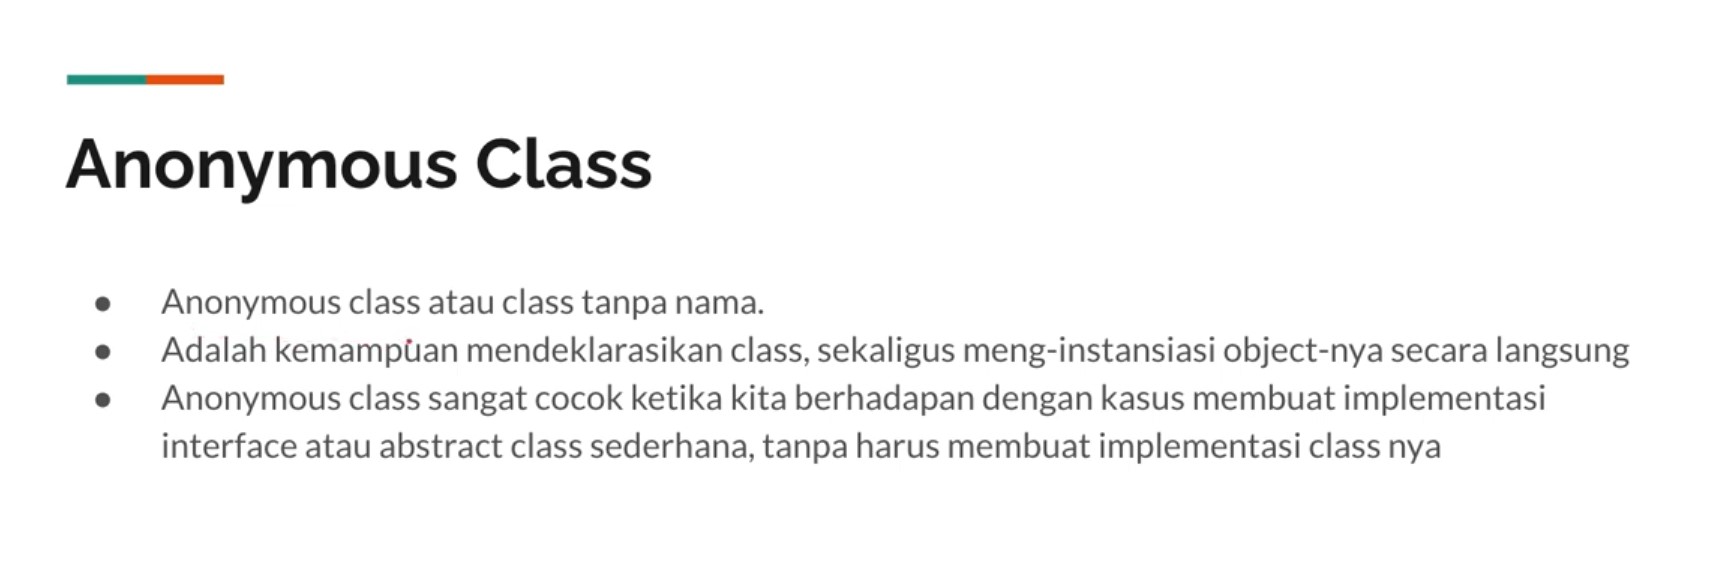 Anonymous Class
● Anonymous class atau class tanpa nama.
● Adalah kemampuan mendeklarasikan class, sekaligus meng-instansiasi object-nya secara langsung
● Anonymous class sangat cocok ketika kita berhadapan dengan kasus membuat implementasi
interface atau abstract class sederhana, tanpa harus membuat implementasi class nya